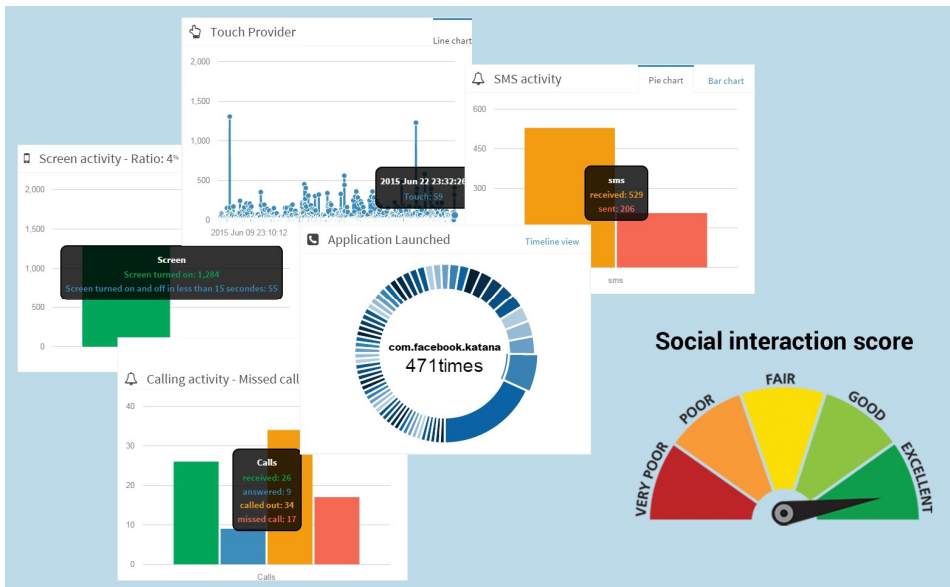 Touch Provider
Line chart
2,000
1,500
1,000
500
0
2015 Jun 09 23:10:12
2015 Jun 22 23:32:26
Touch: 59
SMS activity
Pie chart
Bar chart
600
450
300
sms
received: 529
sent: 206
sms
Screen activity - Ratio: 4%
2,000
1,500
1,000
500
0
Screen
Screen turned on: 1,284
Screen turned on and off in less than 15 secondes: 55
Application Launched
Timeline view
com.facebook.katana
471times
Calling activity - Missed call
40
30
20
10
0
Calls
received: 26
answered: 9
called out: 34
missed call: 17
Calls
Social interaction score
VERY POOR
POOR
FAIR
GOOD
EXCELLENT